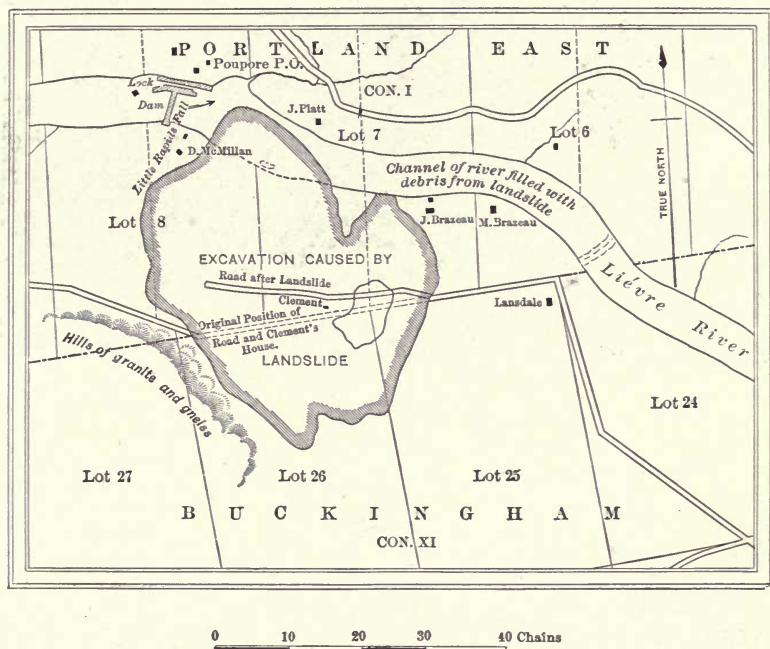 PORTLAND EAST
Poupore P.O.
Lock
CON. I
Dam
J. Platt
Lot 7
Lot 6
Little Rapids Fall
D. McMillan
Channel of river filled with
debris from landslide
TRUE NORTH
Lot 8
J. Brazeau
M. Brazeau
EXCAVATION CAUSED BY
Road after Landslide
Clement
Liévre River
Lansdale
Original Position of
Road and Clement's
House.
LANDSLIDE
Hills of granite and gneiss
Lot 24
Lot 27
Lot 26
Lot 25
BUCKINGHAM
CON. XI
0 10 20 30 40 Chains